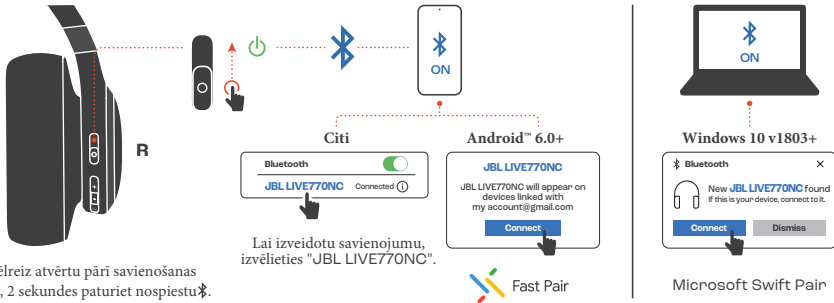 ON
ON
R
Citi
Android™ 6.0+
Windows 10 v1803+
Bluetooth
JBL LIVE770NC Connected
JBL LIVE770NC
JBL LIVE770NC will appear on
devices linked with
my account@gmail.com
Connect
Bluetooth
New JBL LIVE770NC found
If this is your device, connect to it.
Connect Dismiss
Lai izveidotu savienojumu,
izvēlieties "JBL LIVE770NC".
Fast Pair
Microsoft Swift Pair
atvērtu pārī savienošanas
, 2 sekundes paturiet nospiestu